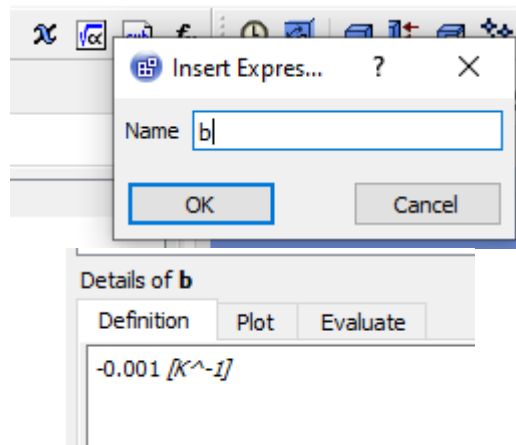 Insert Expres... ?
Name b
OK Cancel
Details of b
Definition Plot Evaluate
-0.001 [K^-1]